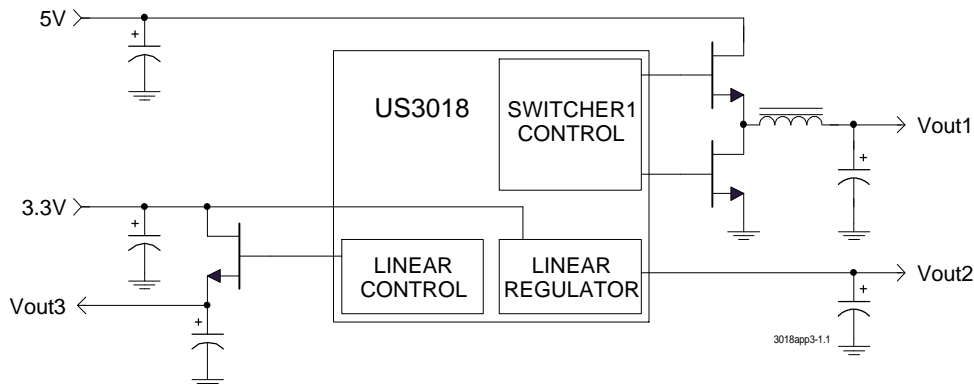 5V
+
US3018
SWITCHER1
CONTROL
Vout1
+
3.3V
+
LINEAR
CONTROL
LINEAR
REGULATOR
Vout2
Vout3
+
+
3018app3-1.1